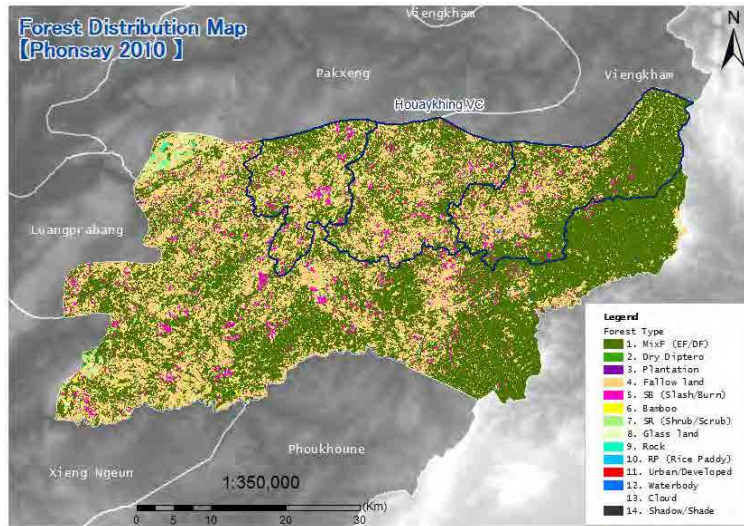 Forest Distribution Map
【Phonsay 2010 】
Viengkham
N
Pakxeng
Viengkham
Houaykhing.VC
Luangprabang
Xieng Ngeun
Phoukhoune
1:350,000
0 5 10 20 30 (Km)
Legend
Forest Type
1. MixF (EF/DF)
2. Dry Diptero
3. Plantation
4. Fallow land
5. SB (Slash/Burn)
6. Bamboo
7. SR (Shrub/Scrub)
8. Glass land
9. Rock
10. RP (Rice Paddy)
11. Urban/Developed
12. Waterbody
13. Cloud
14. Shadow/Shade